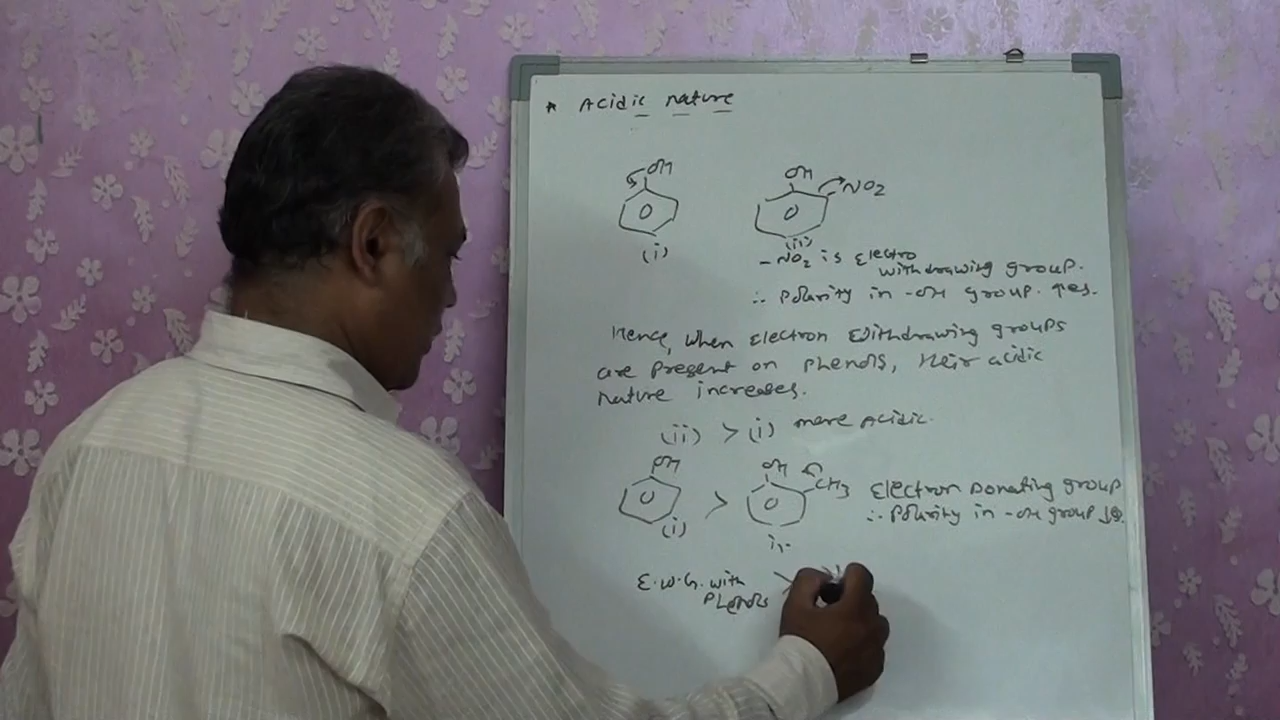 * Acidic nature
OH
OH
NO2
(i)
(ii)
- NO2 is Electro
withdrawing group.
∴ Polarity in -OH group ↑es.
Hence, when Electron withdrawing groups
are present on phenols, their acidic
nature increases.
(ii) > (i) more Acidic.
OH
OH
CH3
Electron Donating group
>
∴ Polarity in -OH group ↓es.
(i)
E.W.G. with
Phenols >